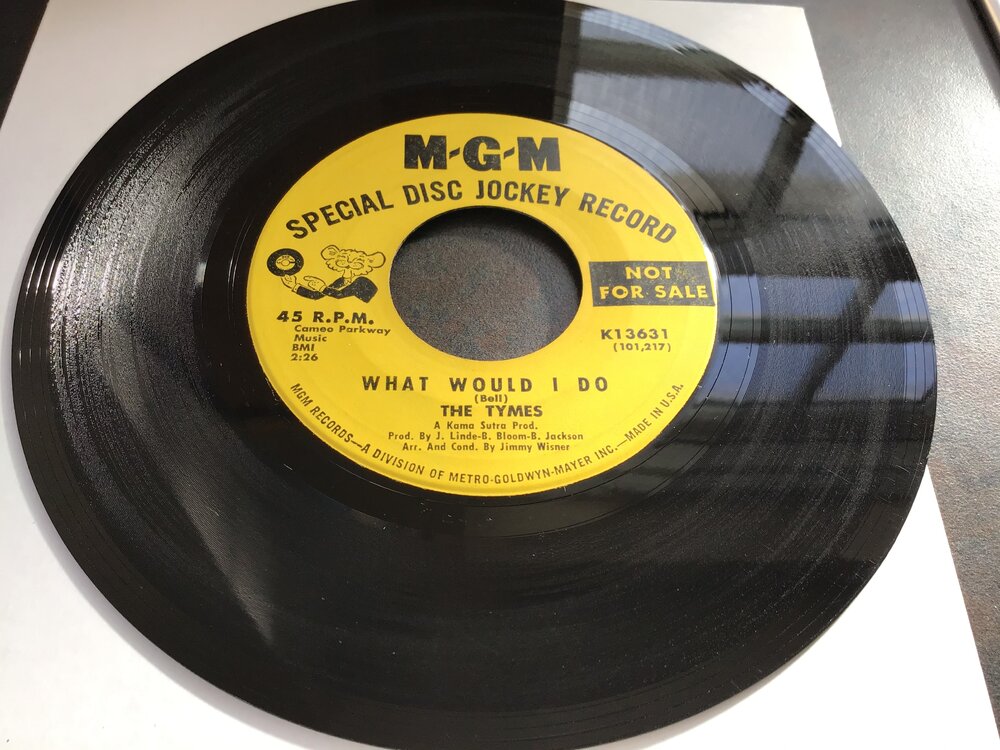 M-G-M
SPECIAL DISC JOCKEY RECORD
NOT
FOR SALE
45 R.P.M.
Cameo Parkway
Music
BMI
2:26
K13631
(101,217)
WHAT WOULD I DO
(Bell)
THE TYMES
A Kama Sutra Prod.
Prod. By J. Linde-B. Bloom-B. Jackson
Arr. And Cond. By Jimmy Wisner
MGM RECORDS—A DIVISION OF METRO-GOLDWYN-MAYER INC.—MADE IN U.S.A.